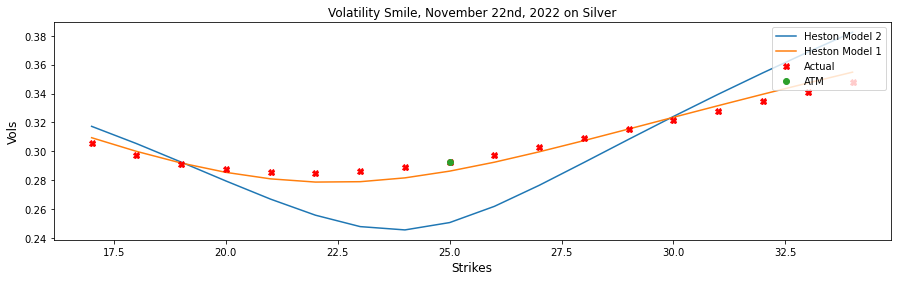 Volatility Smile, November 22nd, 2022 on Silver
Vols
0.38
0.36
0.34
0.32
0.30
0.28
0.26
0.24
Heston Model 2
Heston Model 1
Actual
ATM
17.5
20.0
22.5
25.0
27.5
30.0
32.5
Strikes